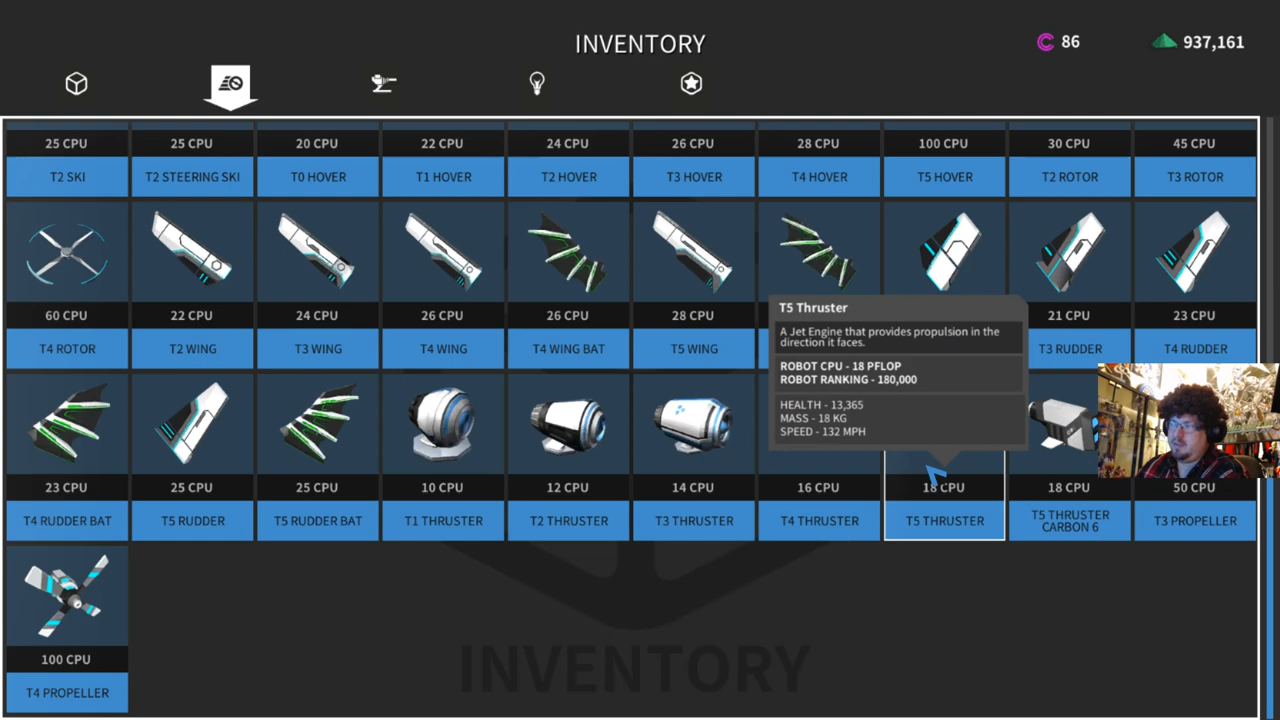 INVENTORY
86
937,161
25 CPU
25 CPU
20 CPU
22 CPU
24 CPU
26 CPU
28 CPU
100 CPU
30 CPU
45 CPU
T2 SKI
T2 STEERING SKI
T0 HOVER
T1 HOVER
T2 HOVER
T3 HOVER
T4 HOVER
T5 HOVER
T2 ROTOR
T3 ROTOR
60 CPU
22 CPU
24 CPU
26 CPU
26 CPU
28 CPU
21 CPU
23 CPU
T4 ROTOR
T2 WING
T3 WING
T4 WING
T4 WING BAT
T5 WING
T3 RUDDER
T4 RUDDER
T5 Thruster
A Jet Engine that provides propulsion in the
direction it faces.
ROBOT CPU - 18 PFLOP
ROBOT RANKING - 180,000
HEALTH - 13,365
MASS - 18 KG
SPEED - 132 MPH
23 CPU
25 CPU
25 CPU
10 CPU
12 CPU
14 CPU
16 CPU
18 CPU
18 CPU
50 CPU
T4 RUDDER BAT
T5 RUDDER
T5 RUDDER BAT
T1 THRUSTER
T2 THRUSTER
T3 THRUSTER
T4 THRUSTER
T5 THRUSTER
T5 THRUSTER
CARBON 6
T3 PROPELLER
100 CPU
T4 PROPELLER
INVENTORY